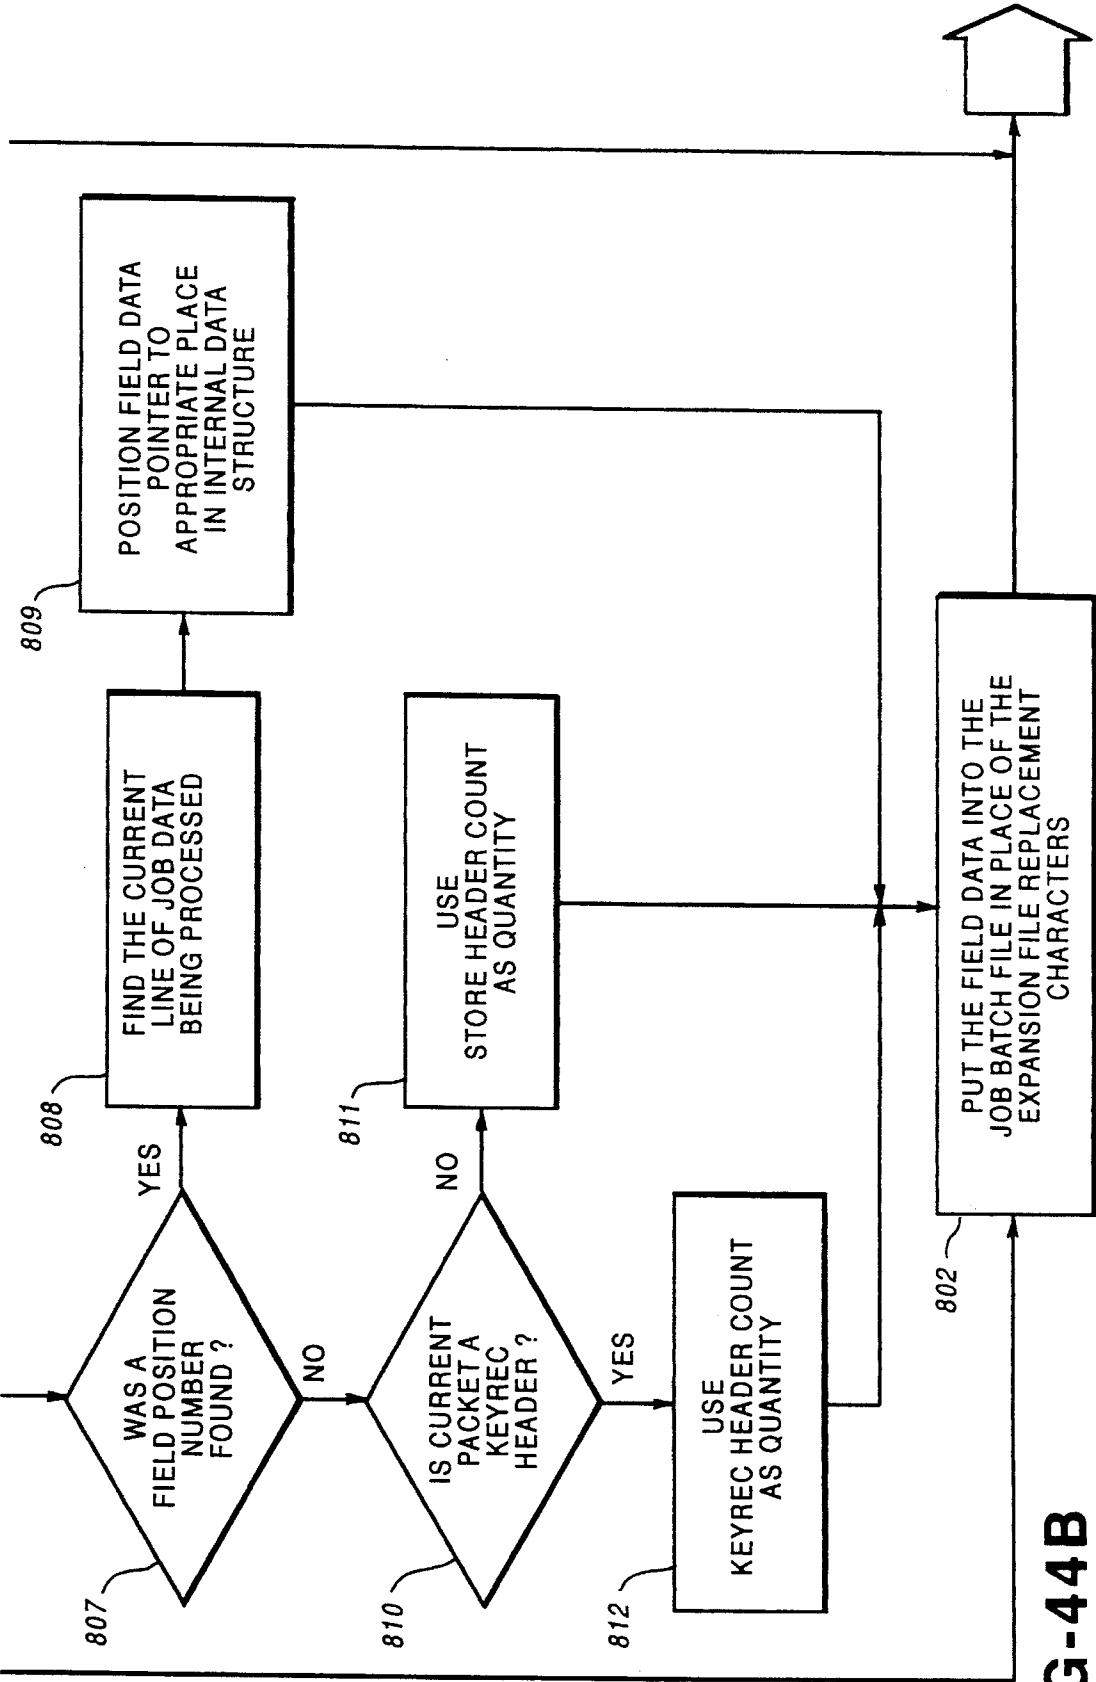 807
WAS A
FIELD POSITION
NUMBER
FOUND ?
YES
NO
808
FIND THE CURRENT
LINE OF JOB DATA
BEING PROCESSED
809
POSITION FIELD DATA
POINTER TO
APPROPRIATE PLACE
IN INTERNAL DATA
STRUCTURE
810
IS CURRENT
PACKET A
KEYREC
HEADER ?
NO
YES
811
USE
STORE HEADER COUNT
AS QUANTITY
812
USE
KEYREC HEADER COUNT
AS QUANTITY
802
PUT THE FIELD DATA INTO THE
JOB BATCH FILE IN PLACE OF THE
EXPANSION FILE REPLACEMENT
CHARACTERS
G-44B